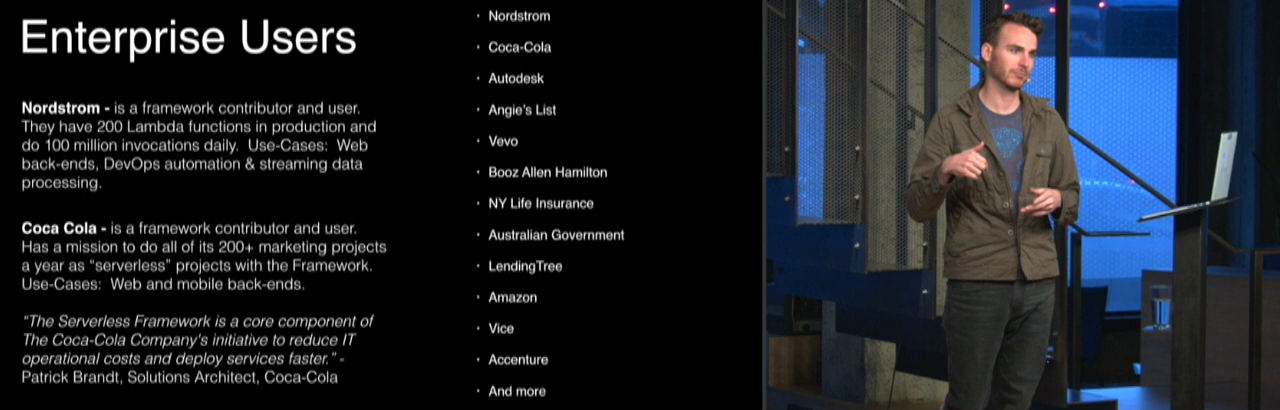 Enterprise Users
Nordstrom - is a framework contributor and user.
They have 200 Lambda functions in production and
do 100 million invocations daily. Use-Cases: Web
back-ends, DevOps automation & streaming data
processing.
Coca Cola - is a framework contributor and user.
Has a mission to do all of its 200+ marketing projects
a year as “serverless” projects with the Framework.
Use-Cases: Web and mobile back-ends.
“The Serverless Framework is a core component of
The Coca-Cola Company's initiative to reduce IT
operational costs and deploy services faster.” -
Patrick Brandt, Solutions Architect, Coca-Cola
· Nordstrom
· Coca-Cola
· Autodesk
· Angie's List
· Vevo
· Booz Allen Hamilton
· NY Life Insurance
· Australian Government
· LendingTree
· Amazon
· Vice
· Accenture
· And more